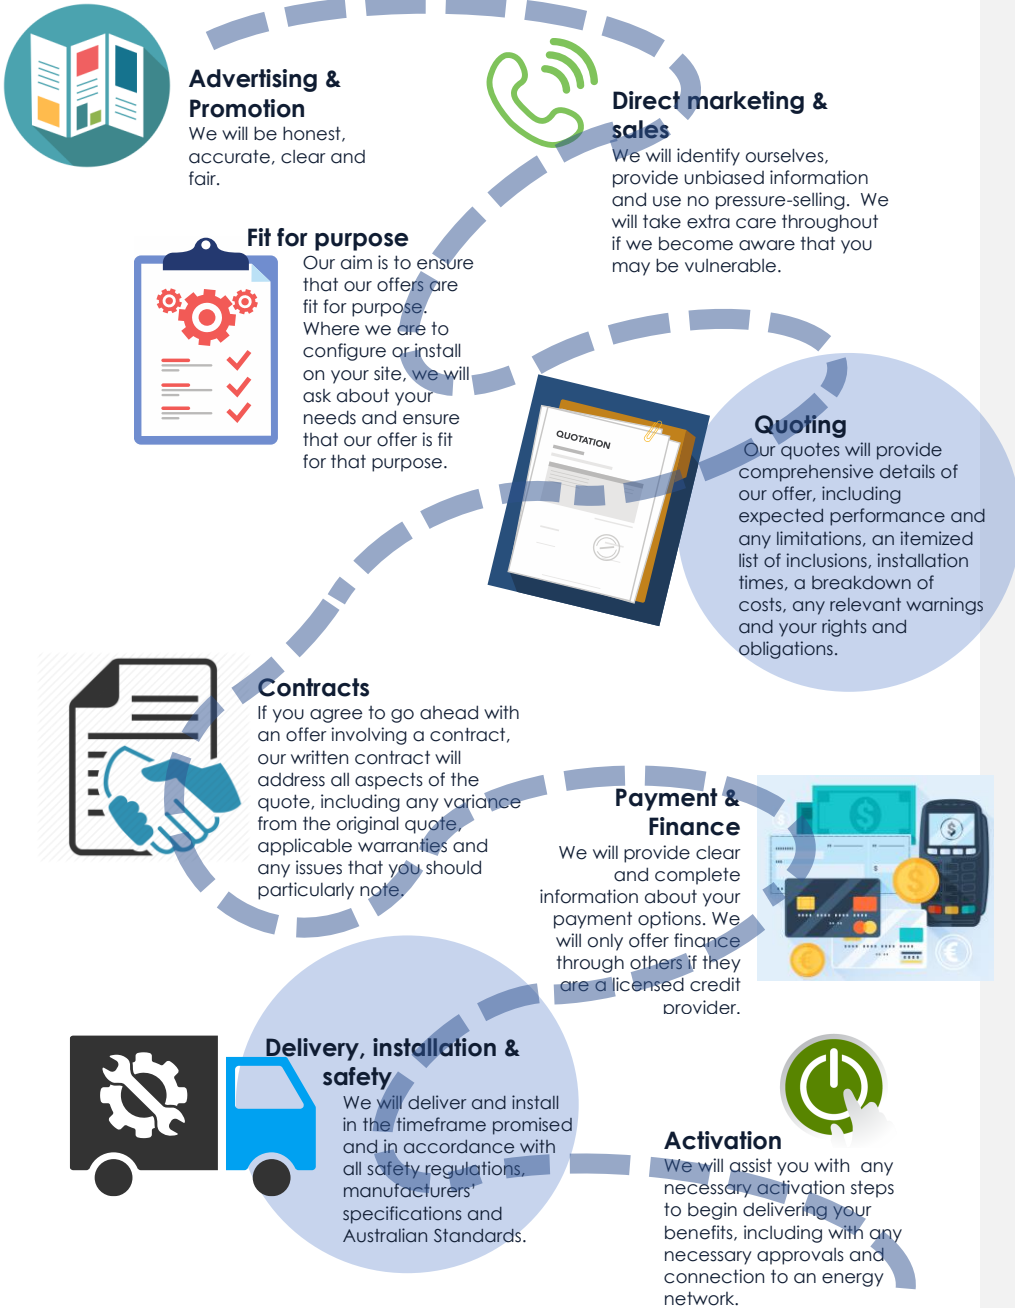 Advertising &
Promotion
We will be honest,
accurate, clear and
fair.
Direct marketing &
sales
We will identify ourselves,
provide unbiased information
and use no pressure-selling.  We
will take extra care throughout
if we become aware that you
may be vulnerable.
Fit for purpose
Our aim is to ensure
that our offers are
fit for purpose.
Where we are to
configure or install
on your site, we will
ask about your
needs and ensure
that our offer is fit
for that purpose.
QUOTATION
Quoting
Our quotes will provide
comprehensive details of
our offer, including
expected performance and
any limitations, an itemized
list of inclusions, installation
times, a breakdown of
costs, any relevant warnings
and your rights and
obligations.
Contracts
If you agree to go ahead with
an offer involving a contract,
our written contract will
address all aspects of the
quote, including any variance
from the original quote,
applicable warranties and
any issues that you should
particularly note.
Payment &
Finance
We will provide clear
and complete
information about your
payment options. We
will only offer finance
through others if they
are a licensed credit
provider.
Delivery, installation &
safety
We will deliver and install
in the timeframe promised
and in accordance with
all safety regulations,
manufacturers'
specifications and
Australian Standards.
Activation
We will assist you with  any
necessary activation steps
to begin delivering your
benefits, including with any
necessary approvals and
connection to an energy
network.